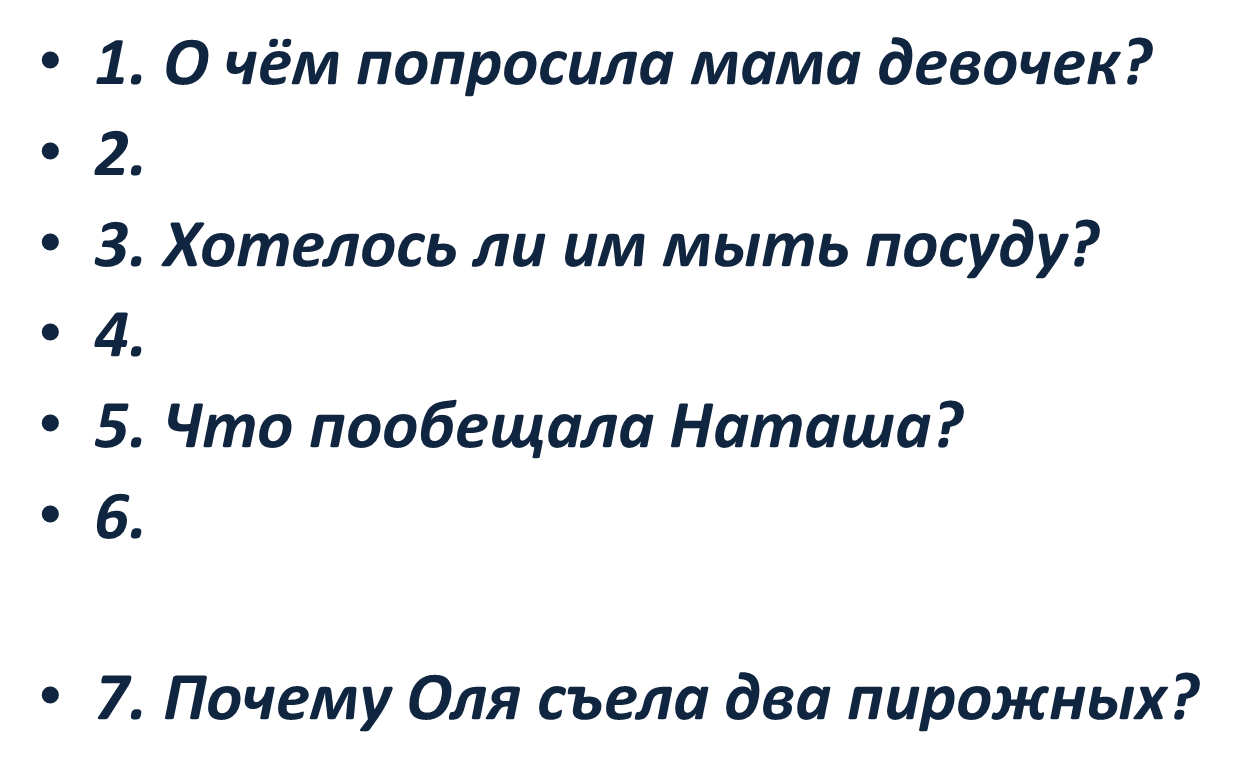 • 1. О чём попросила мама девочек?
• 2.
• 3. Хотелось ли им мыть посуду?
• 4.
• 5. Что пообещала Наташа?
• 6.
• 7. Почему Оля съела два пирожных?